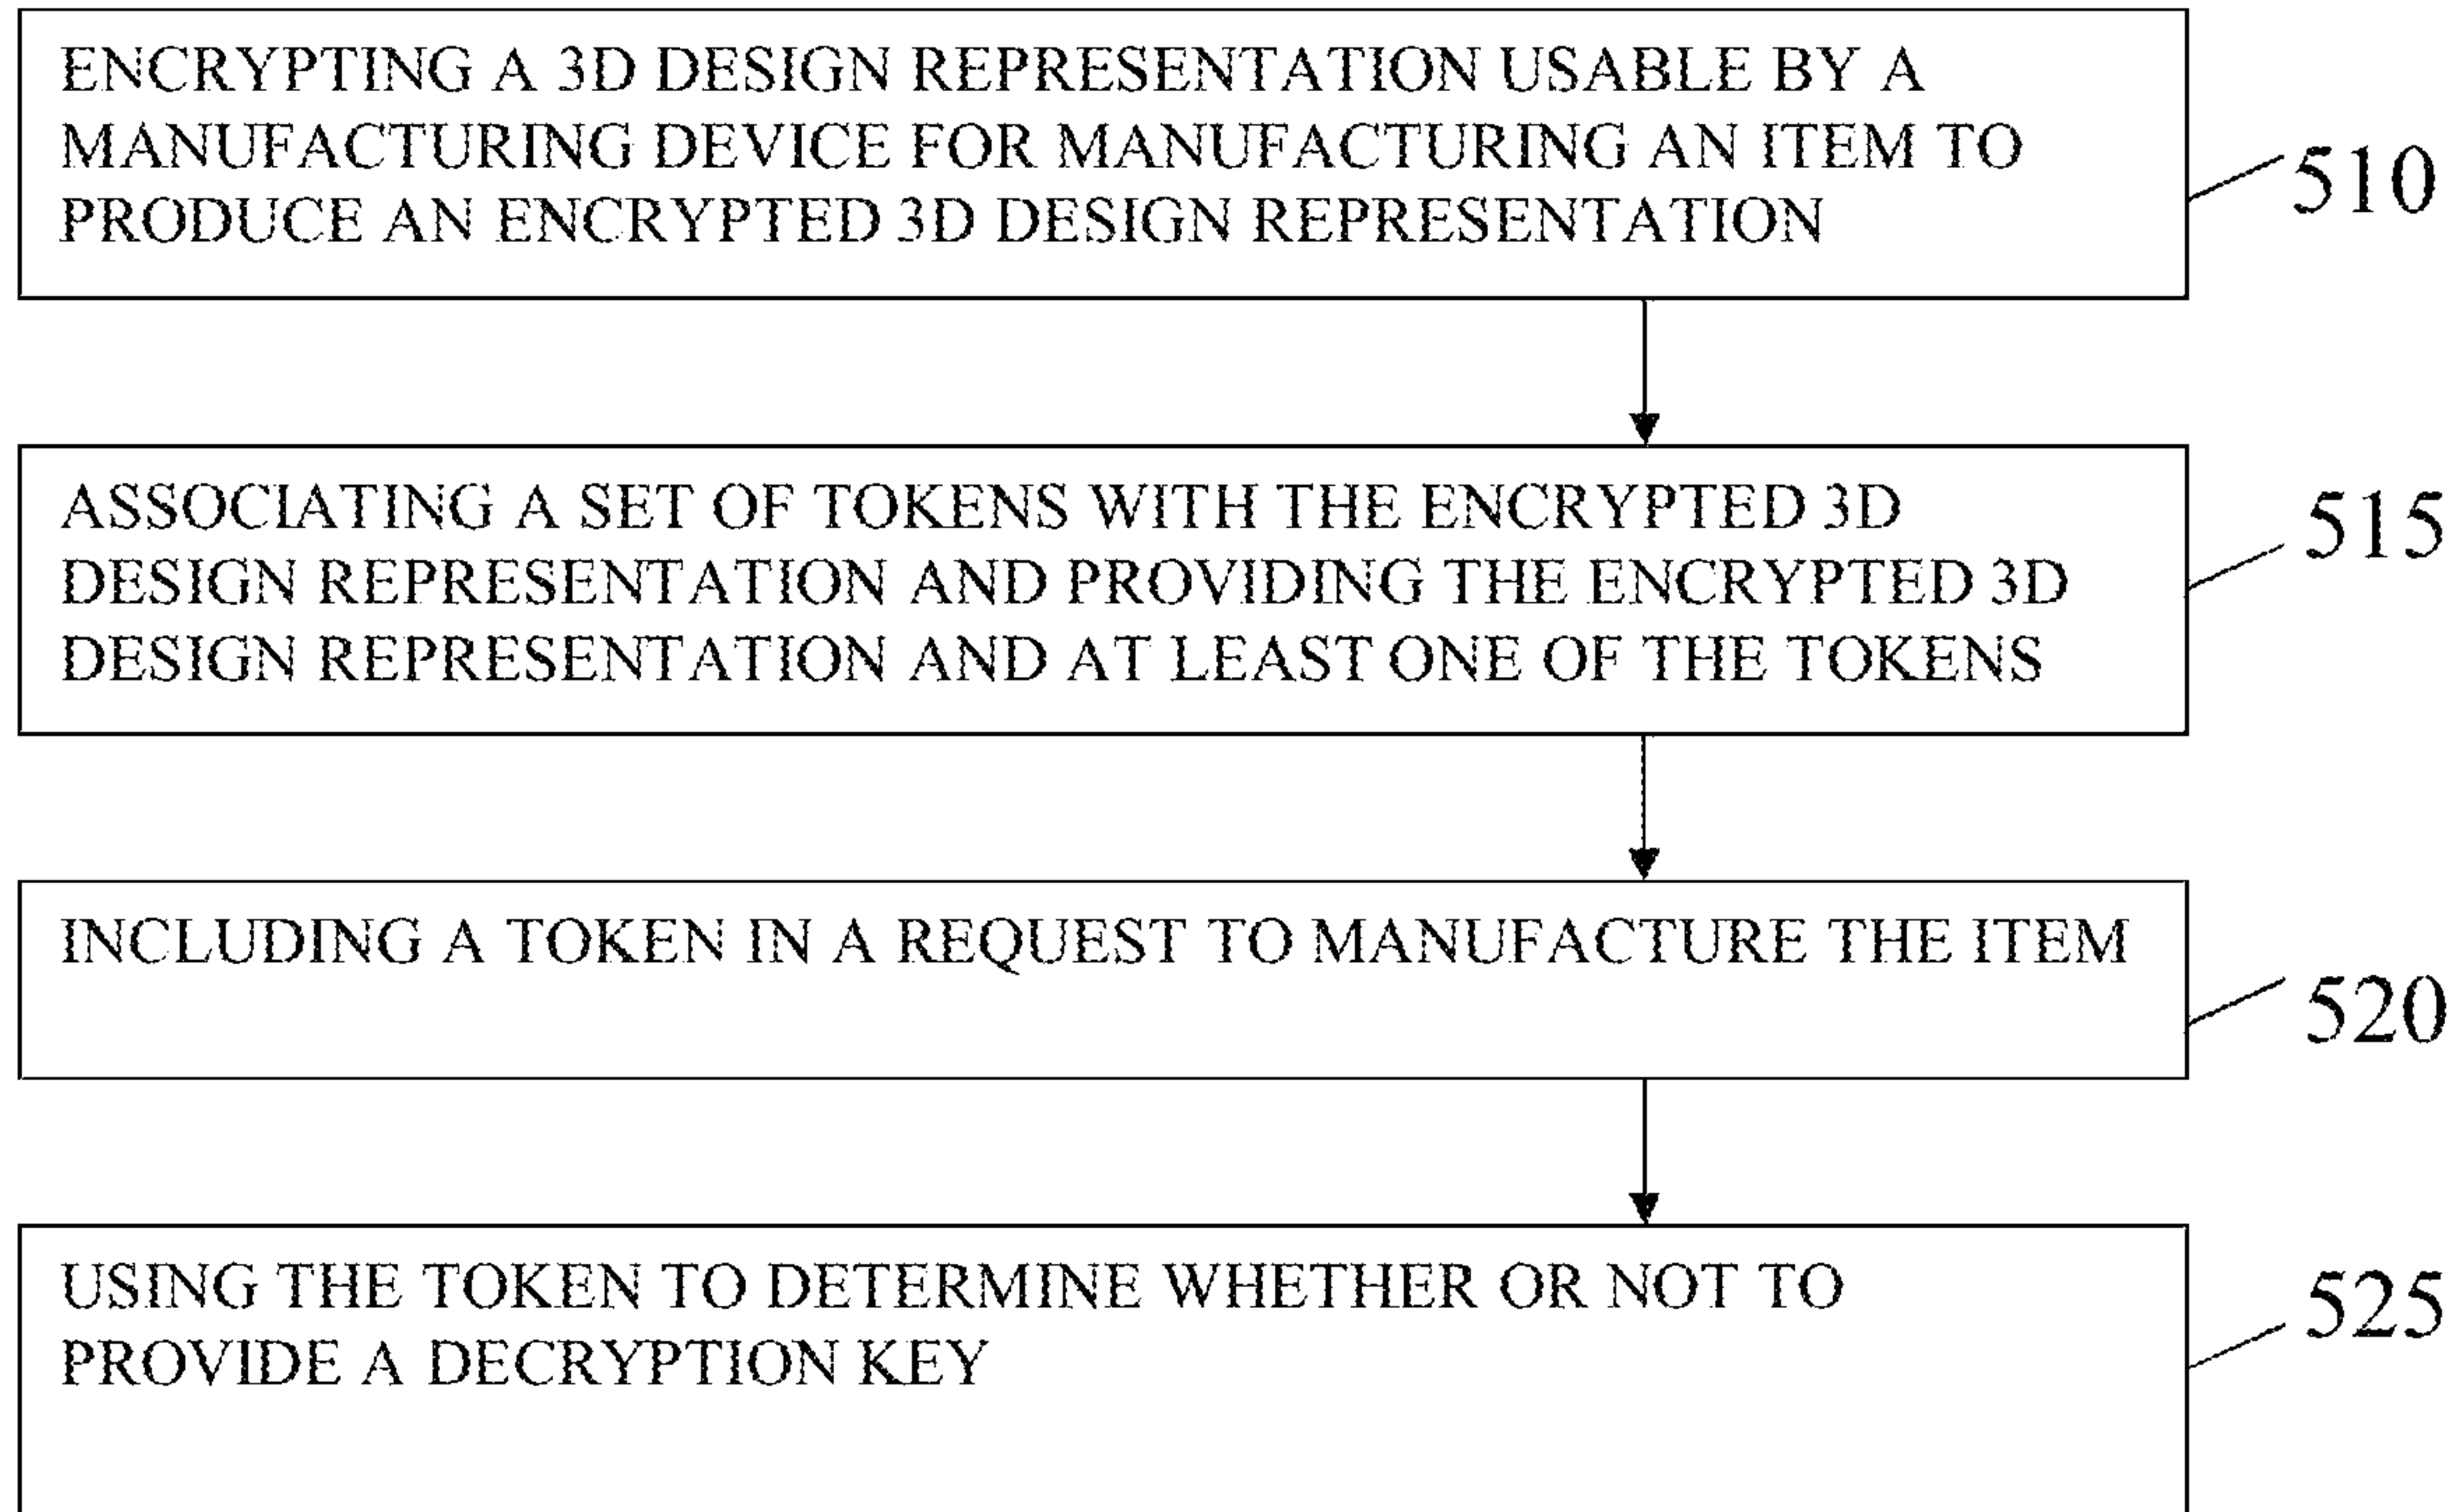 ENCRYPTING A 3D DESIGN REPRESENTATION USABLE BY A
MANUFACTURING DEVICE FOR MANUFACTURING AN ITEM TO
PRODUCE AN ENCRYPTED 3D DESIGN REPRESENTATION
510
ASSOCIATING A SET OF TOKENS WITH THE ENCRYPTED 3D
DESIGN REPRESENTATION AND PROVIDING THE ENCRYPTED 3D
DESIGN REPRESENTATION AND AT LEAST ONE OF THE TOKENS
515
INCLUDING A TOKEN IN A REQUEST TO MANUFACTURE THE ITEM
520
USING THE TOKEN TO DETERMINE WHETHER OR NOT TO
PROVIDE A DECRYPTION KEY
525